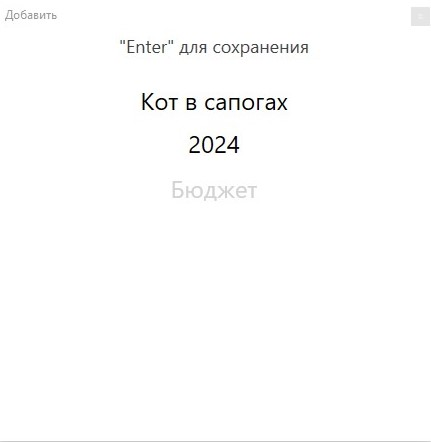 Добавить
"Enter" для сохранения
Кот в сапогах
2024
Бюджет